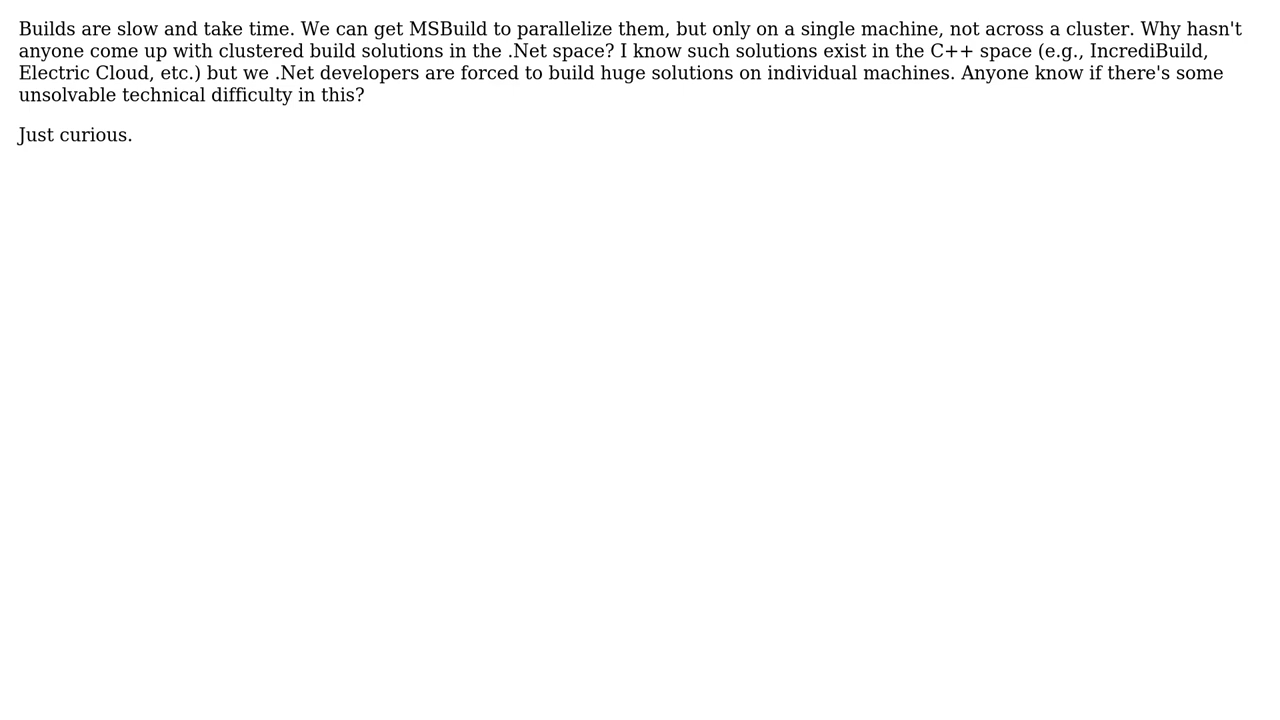 Builds are slow and take time. We can get MSBuild to parallelize them, but only on a single machine, not across a cluster. Why hasn't
anyone come up with clustered build solutions in the .Net space? I know such solutions exist in the C++ space (e.g., IncrediBuild,
Electric Cloud, etc.) but we .Net developers are forced to build huge solutions on individual machines. Anyone know if there's some
unsolvable technical difficulty in this?
Just curious.